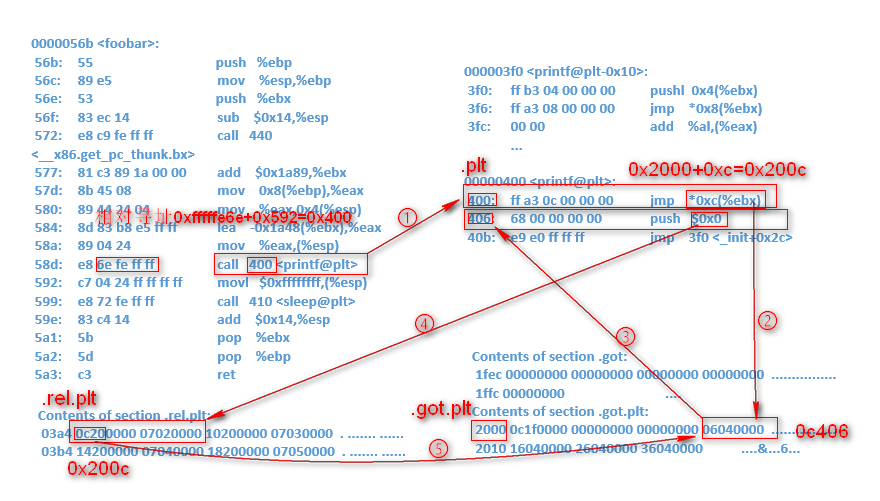 0000056b <foobar>:
56b: 55 push %ebp
56c: 89 e5 mov %esp,%ebp
56e: 53 push %ebx
56f: 83 ec 14 sub $0x14,%esp
572: e8 c9 fe ff ff call 440
<__x86.get_pc_thunk.bx>
577: 81 c3 89 1a 00 00 add $0x1a89,%ebx
57d: 8b 45 08 mov 0x8(%ebp),%eax
580: 89 44 24 04 mov %eax,0x4(%esp)
相对寻址:0xfffffe6e+0x592=0x400
584: 8d 83 b8 e5 ff ff lea -0x1a48(%ebx),%eax
58a: 89 04 24 mov %eax,(%esp)
58d: e8 6e fe ff ff call 400 <printf@plt>
592: c7 04 24 ff ff ff ff movl $0xffffffff,(%esp)
599: e8 72 fe ff ff call 410 <sleep@plt>
59e: 83 c4 14 add $0x14,%esp
5a1: 5b pop %ebx
5a2: 5d pop %ebp
5a3: c3 ret
000003f0 <printf@plt-0x10>:
3f0: ff b3 04 00 00 00 pushl 0x4(%ebx)
3f6: ff a3 08 00 00 00 jmp *0x8(%ebx)
3fc: 00 00 add %al,(%eax)
...
.plt
0x2000+0xc=0x200c
00000400 <printf@plt>:
400: ff a3 0c 00 00 00 jmp *0xc(%ebx)
406: 68 00 00 00 00 push $0x0
40b: e9 e0 ff ff ff jmp 3f0 <_init+0x2c>
①
②
③
④
⑤
.rel.plt
Contents of section .rel.plt:
03a4 0c200000 07020000 10200000 07030000 . ....... ......
03b4 14200000 07040000 18200000 07050000 . ....... ......
0x200c
Contents of section .got:
1fec 00000000 00000000 00000000 00000000 ................
1ffc 00000000 ....
.got.plt
Contents of section .got.plt:
2000 0c1f0000 00000000 00000000 06040000
0c406
2010 16040000 26040000 36040000 ....&...6...